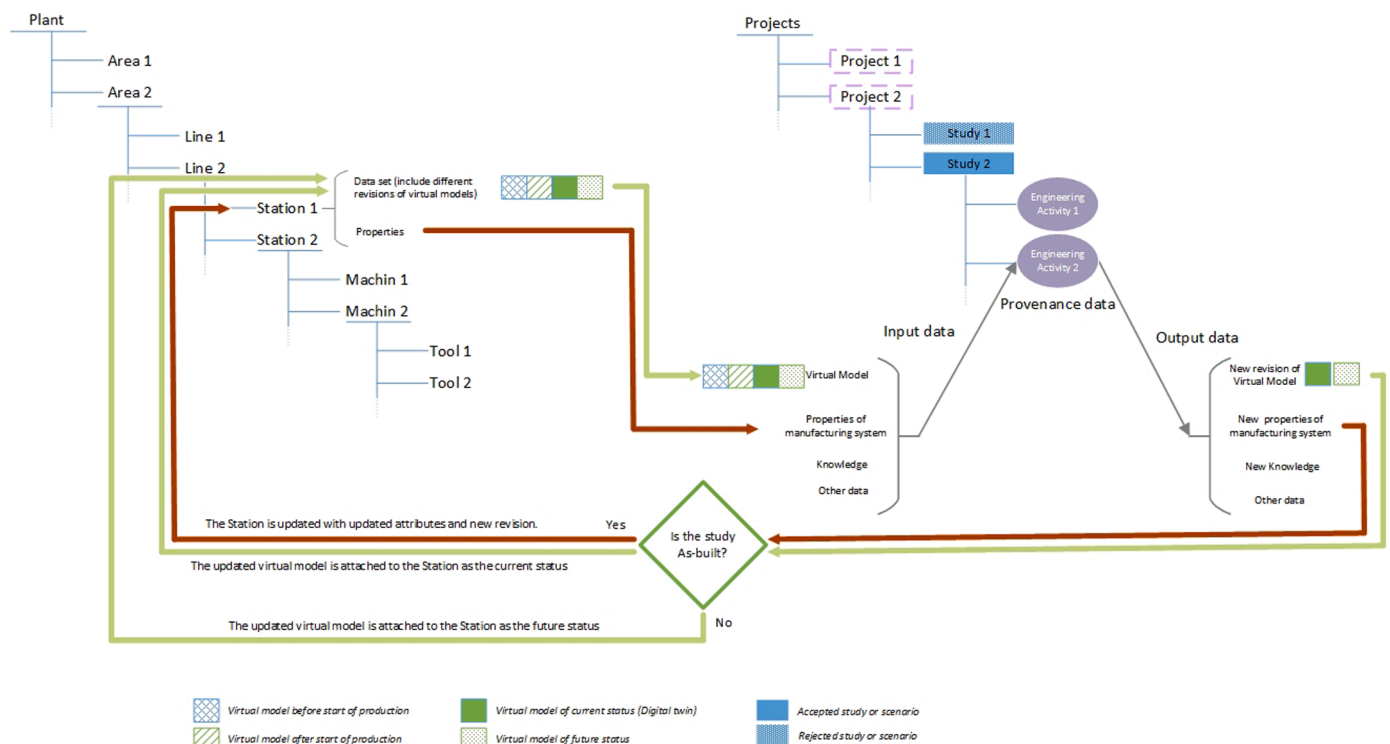 Plant
Area 1
Area 2
Line 1
Line 2
Station 1
Data set (include different
revisions of virtual models)
Properties
Station 2
Machin 1
Machin 2
Tool 1
Tool 2
Projects
Project 1
Project 2
Study 1
Study 2
Engineering
Activity 1
Engineering
Activity 2
Provenance data
Input data
Output data
Virtual Model
Properties of
manufacturing system
Knowledge
Other data
New revision of
Virtual Model
New properties of
manufacturing system
New Knowledge
Other data
Is the study
As-built?
Yes
The Station is updated with updated attributes and new revision.
The updated virtual model is attached to the Station as the current status
No
The updated virtual model is attached to the Station as the future status
Virtual model before start of production
Virtual model after start of production
Virtual model of current status (Digital twin)
Virtual model of future status
Accepted study or scenario
Rejected study or scenario